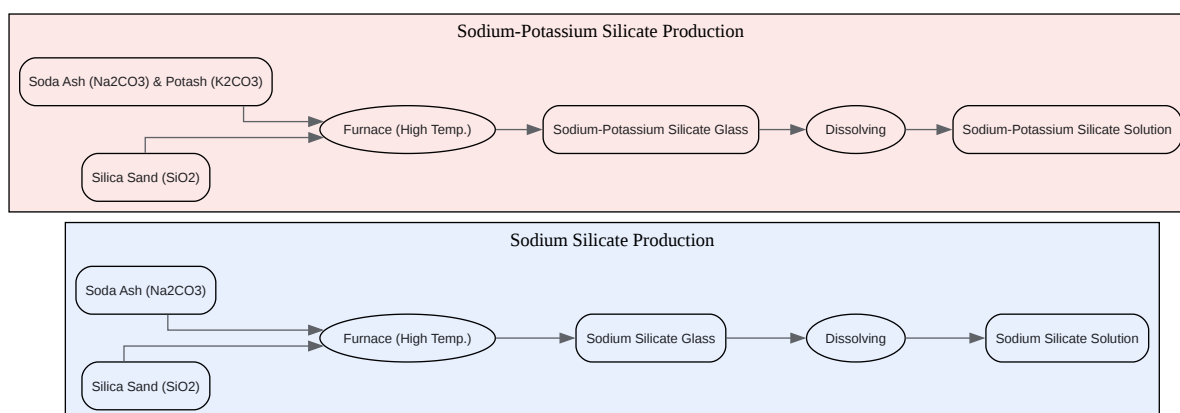 Sodium-Potassium Silicate Production
Soda Ash (Na2CO3) & Potash (K2CO3)
Silica Sand (SiO2)
Furnace (High Temp.)
Sodium-Potassium Silicate Glass
Dissolving
Sodium-Potassium Silicate Solution
Sodium Silicate Production
Soda Ash (Na2CO3)
Silica Sand (SiO2)
Furnace (High Temp.)
Sodium Silicate Glass
Dissolving
Sodium Silicate Solution